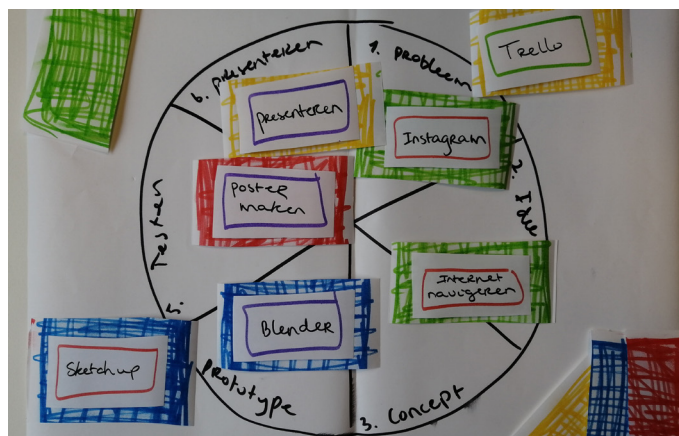 6. presenteren
1. probleem
Trello
presenteren
Instagram
2. Idee
poster
maken
5. Testen
Internet
navigeren
Blender
Sketchup
prototype
3. Concept